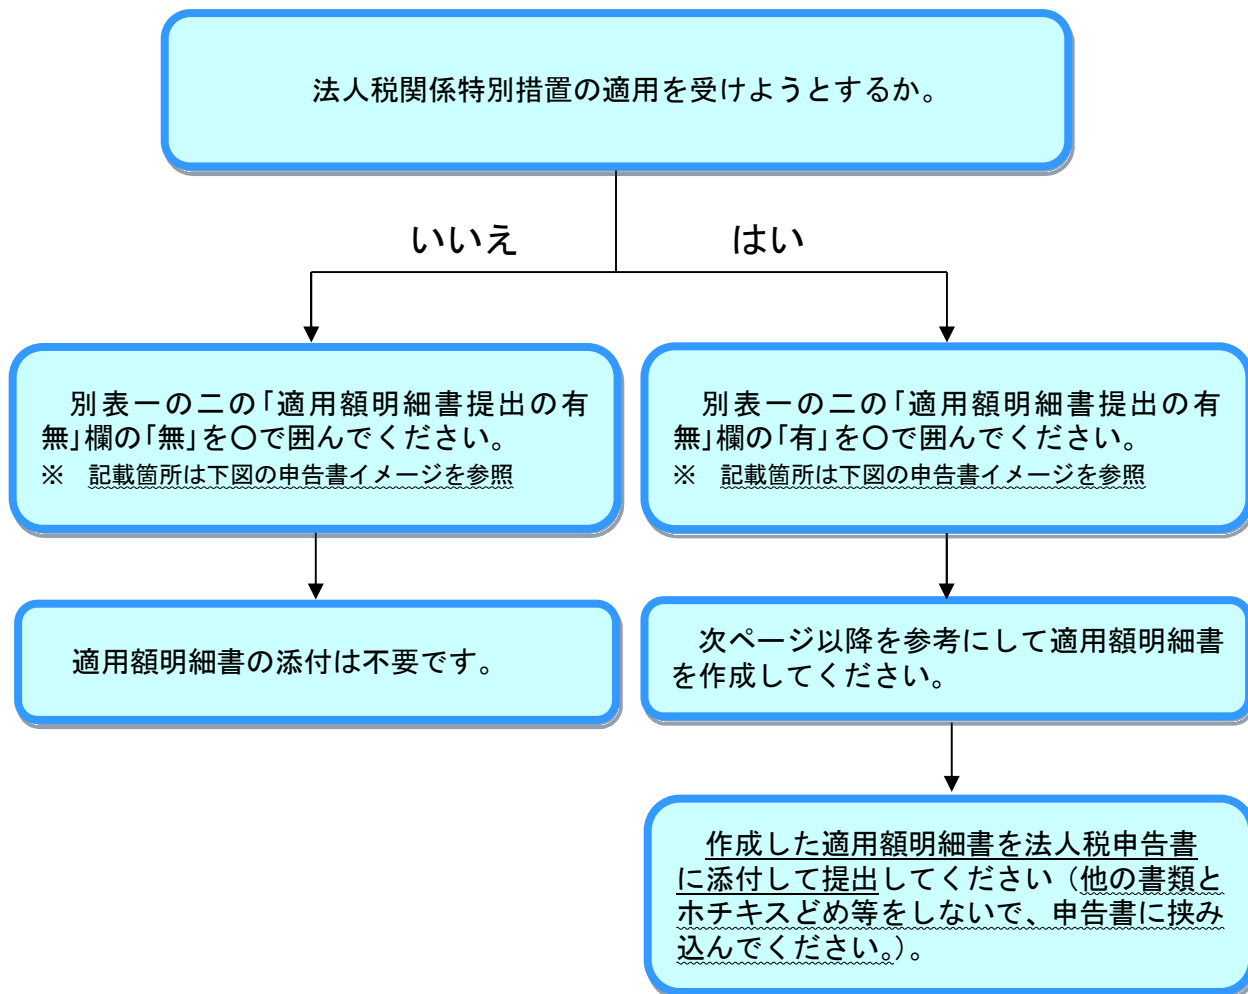 法人税関係特別措置の適用を受けようとするか。
いいえ
はい
別表一の二の「適用額明細書提出の有
無」欄の「無」を〇で囲んでください。
※ 記載箇所は下図の申告書イメージを参照
別表一の二の「適用額明細書提出の有
無」欄の「有」を〇で囲んでください。
※ 記載箇所は下図の申告書イメージを参照
適用額明細書の添付は不要です。
次ページ以降を参考にして適用額明細書
を作成してください。
作成した適用額明細書を法人税申告書
に添付して提出してください（他の書類と
ホチキスどめ等をしないで、申告書に挟み
込んでください。）。